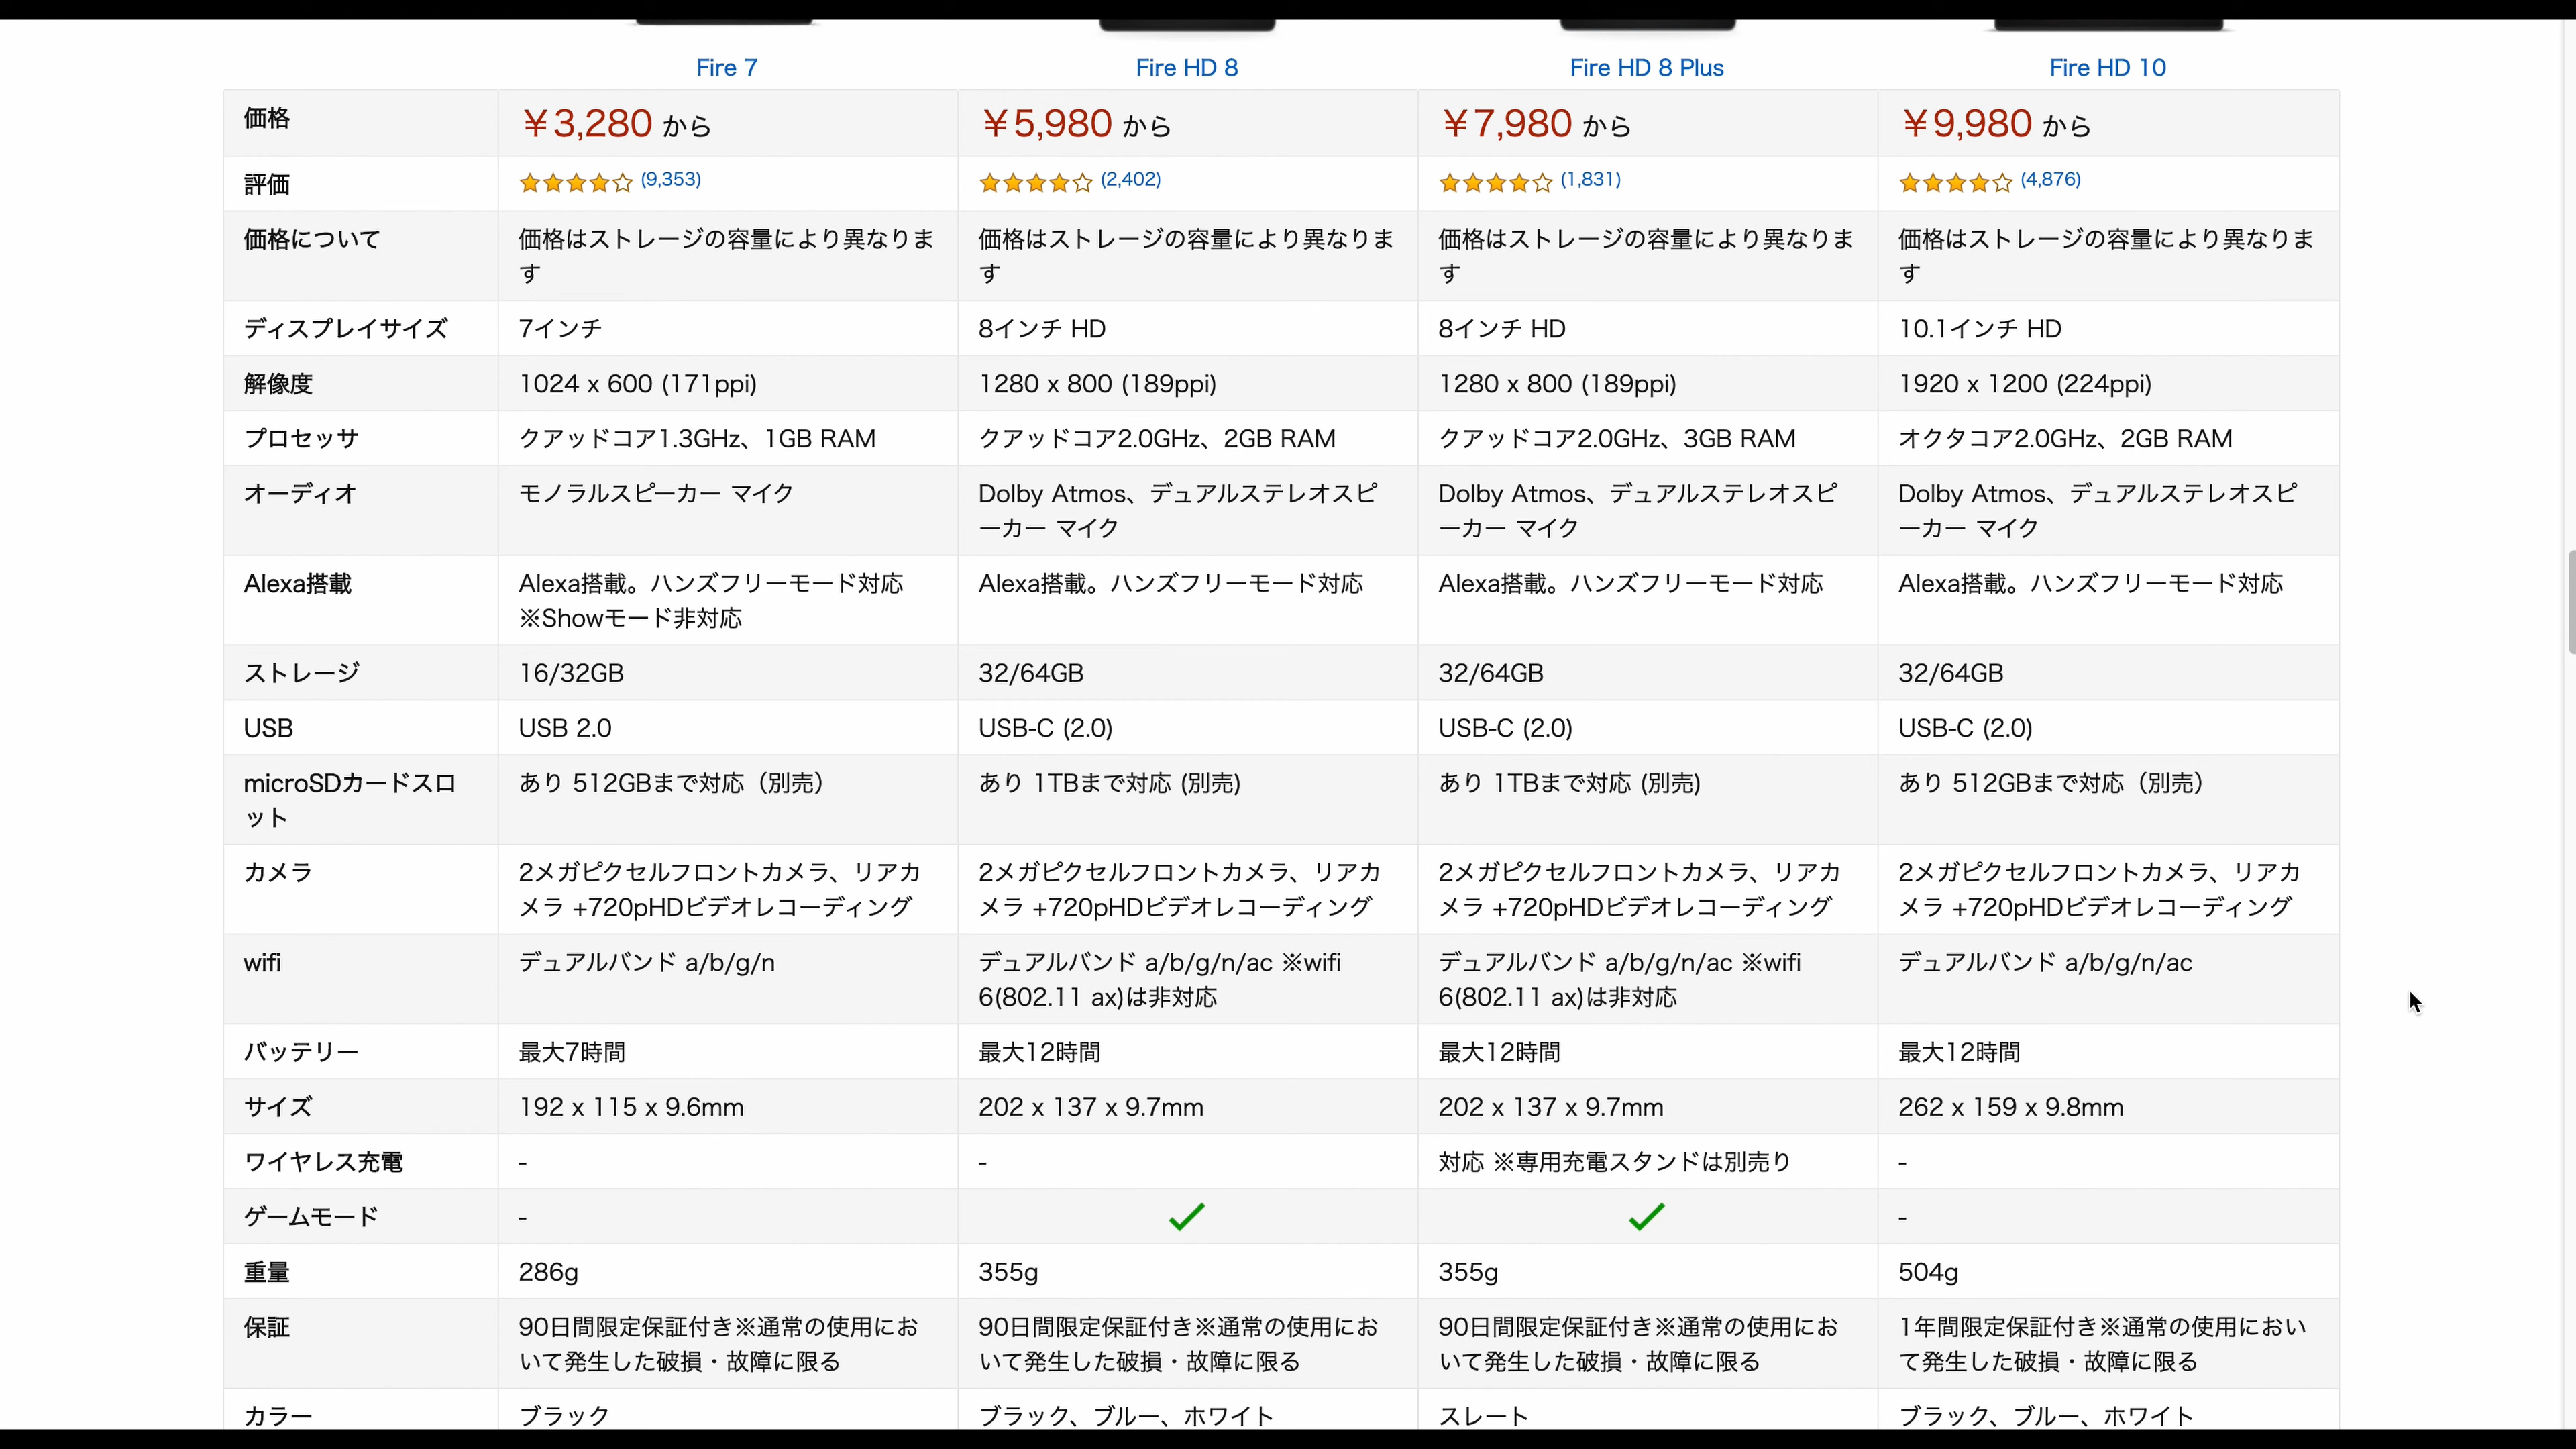 Fire 7 Fire HD 8 Fire HD 8 Plus Fire HD 10
価格 ￥3,280 から ￥5,980 から ￥7,980 から ￥9,980 から
評価 (9,353) (2,402) (1,831) (4,876)
価格について 価格はストレージの容量により異なりま 価格はストレージの容量により異なりま 価格はストレージの容量により異なりま 価格はストレージの容量により異なりま
す す す す
ディスプレイサイズ 7インチ 8インチ HD 8インチ HD 10.1インチ HD
解像度 1024 x 600 (171ppi) 1280 x 800 (189ppi) 1280 x 800 (189ppi) 1920 x 1200 (224ppi)
プロセッサ クアッドコア1.3GHz、1GB RAM クアッドコア2.0GHz、2GB RAM クアッドコア2.0GHz、3GB RAM オクタコア2.0GHz、2GB RAM
オーディオ モノラルスピーカー マイク Dolby Atmos、デュアルステレオスピ Dolby Atmos、デュアルステレオスピ Dolby Atmos、デュアルステレオスピ
ーカー マイク ーカー マイク ーカー マイク
Alexa搭載 Alexa搭載。ハンズフリーモード対応 Alexa搭載。ハンズフリーモード対応 Alexa搭載。ハンズフリーモード対応 Alexa搭載。ハンズフリーモード対応
※Showモード非対応
ストレージ 16/32GB 32/64GB 32/64GB 32/64GB
USB USB 2.0 USB-C (2.0) USB-C (2.0) USB-C (2.0)
microSDカードスロ あり 512GBまで対応（別売） あり 1TBまで対応 (別売) あり 1TBまで対応 (別売) あり 512GBまで対応（別売）
ット
カメラ 2メガピクセルフロントカメラ、リアカ 2メガピクセルフロントカメラ、リアカ 2メガピクセルフロントカメラ、リアカ 2メガピクセルフロントカメラ、リアカ
メラ +720pHDビデオレコーディング メラ +720pHDビデオレコーディング メラ +720pHDビデオレコーディング メラ +720pHDビデオレコーディング
wifi デュアルバンド a/b/g/n デュアルバンド a/b/g/n/ac ※wifi デュアルバンド a/b/g/n/ac ※wifi デュアルバンド a/b/g/n/ac
6(802.11 ax)は非対応 6(802.11 ax)は非対応
バッテリー 最大7時間 最大12時間 最大12時間 最大12時間
サイズ 192 x 115 x 9.6mm 202 x 137 x 9.7mm 202 x 137 x 9.7mm 262 x 159 x 9.8mm
ワイヤレス充電 - - 対応 ※専用充電スタンドは別売り -
ゲームモード - -
重量 286g 355g 355g 504g
保証 90日間限定保証付き※通常の使用にお 90日間限定保証付き※通常の使用にお 90日間限定保証付き※通常の使用にお 1年間限定保証付き※通常の使用におい
いて発生した破損・故障に限る いて発生した破損・故障に限る いて発生した破損・故障に限る て発生した破損・故障に限る
カラー ブラック ブラック、ブルー、ホワイト スレート ブラック、ブルー、ホワイト